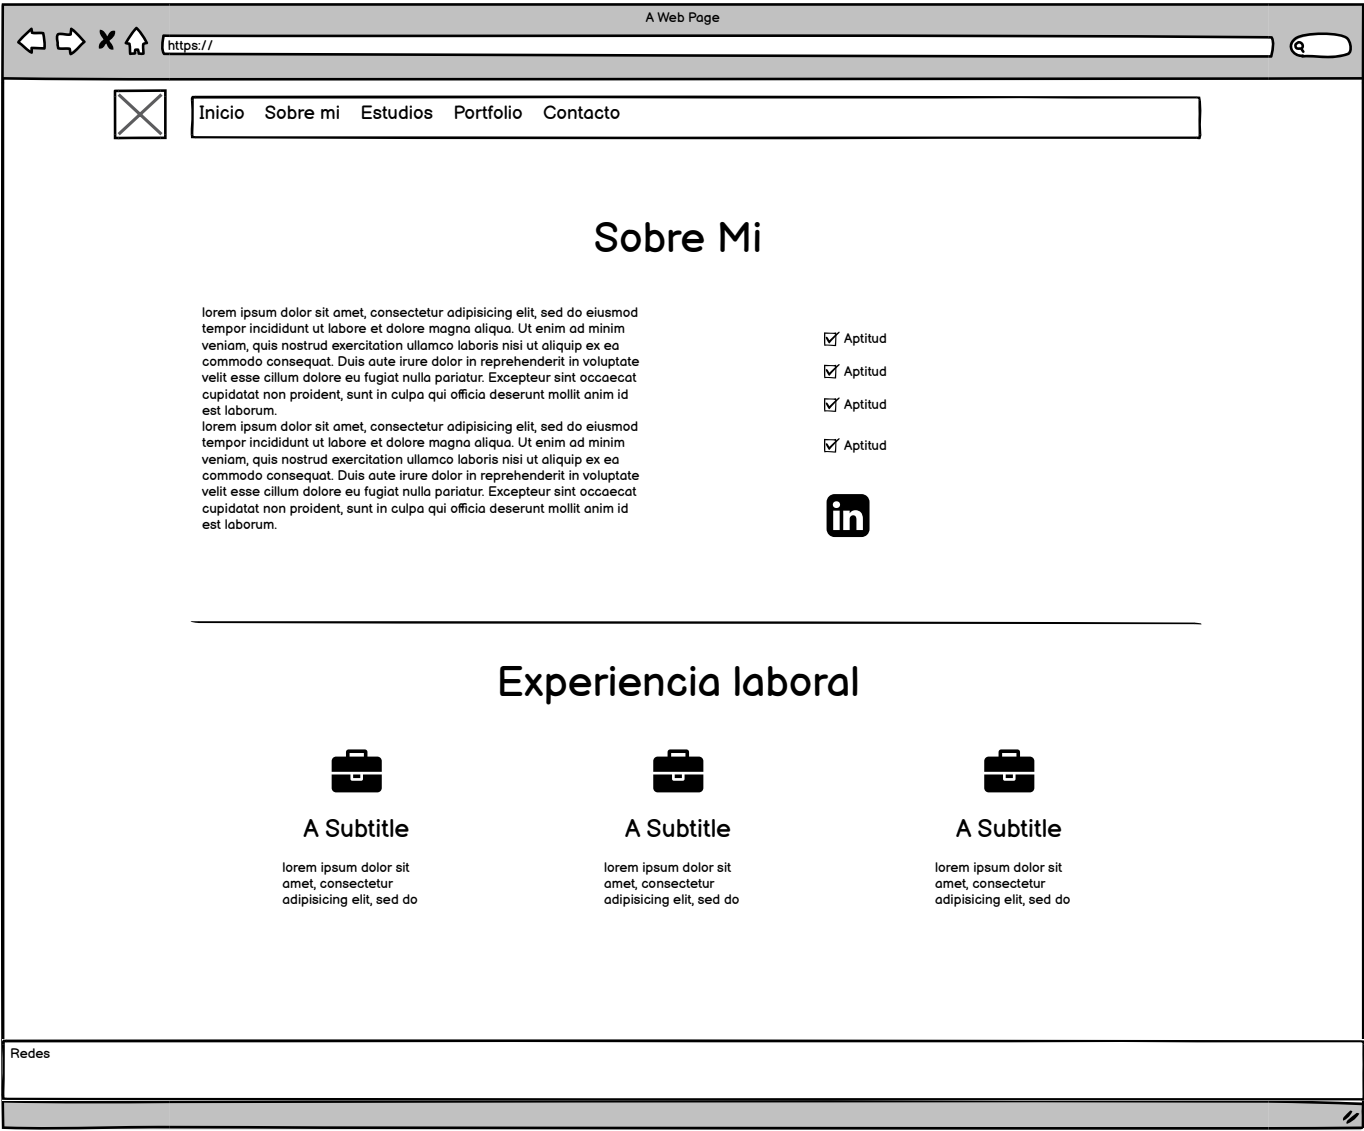 A Web Page
https://
Inicio Sobre mi Estudios Portfolio Contacto
Sobre Mi
lorem ipsum dolor sit amet, consectetur adipisicing elit, sed do eiusmod
tempor incididunt ut labore et dolore magna aliqua. Ut enim ad minim
veniam, quis nostrud exercitation ullamco laboris nisi ut aliquip ex ea
commodo consequat. Duis aute irure dolor in reprehenderit in voluptate
velit esse cillum dolore eu fugiat nulla pariatur. Excepteur sint occaecat
cupidatat non proident, sunt in culpa qui officia deserunt mollit anim id
est laborum.
lorem ipsum dolor sit amet, consectetur adipisicing elit, sed do eiusmod
tempor incididunt ut labore et dolore magna aliqua. Ut enim ad minim
veniam, quis nostrud exercitation ullamco laboris nisi ut aliquip ex ea
commodo consequat. Duis aute irure dolor in reprehenderit in voluptate
velit esse cillum dolore eu fugiat nulla pariatur. Excepteur sint occaecat
cupidatat non proident, sunt in culpa qui officia deserunt mollit anim id
est laborum.
Aptitud
Aptitud
Aptitud
Aptitud
in
Experiencia laboral
A Subtitle
lorem ipsum dolor sit
amet, consectetur
adipisicing elit, sed do
A Subtitle
lorem ipsum dolor sit
amet, consectetur
adipisicing elit, sed do
A Subtitle
lorem ipsum dolor sit
amet, consectetur
adipisicing elit, sed do
Redes